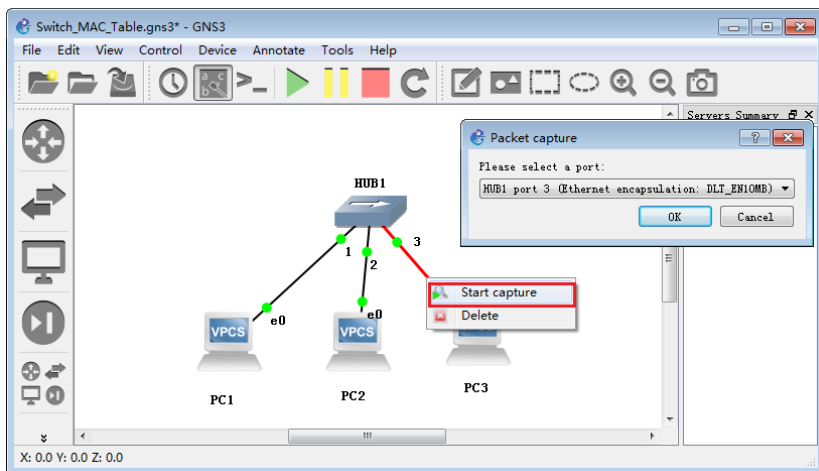 Switch_MAC_Table.gns3* - GNS3
File Edit View Control Device Annotate Tools Help
Servers Summary
Packet capture
Please select a port:
HUB1 port 3 (Ethernet encapsulation: DLT_EN10MB)
OK Cancel
HUB1
1
2
3
Start capture
Delete
e0
e0
VPCS
VPCS
PC1
PC2
PC3
X: 0.0 Y: 0.0 Z: 0.0